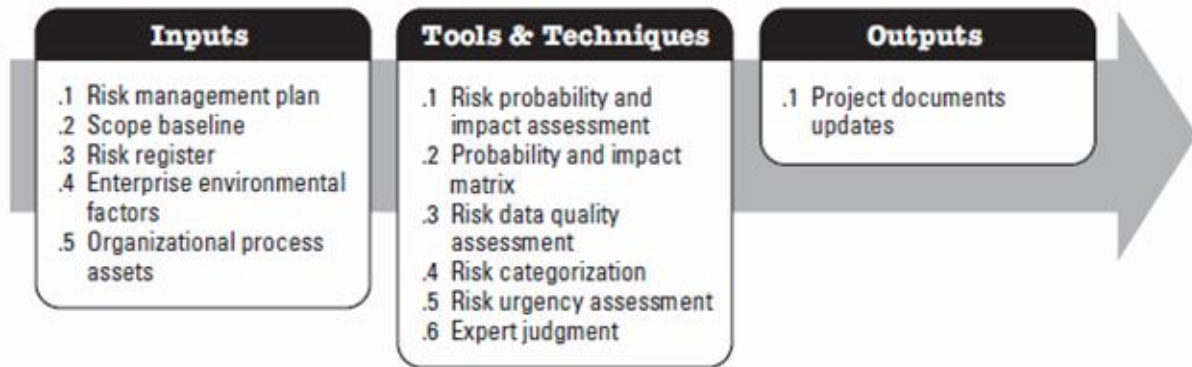 Inputs
.1 Risk management plan
.2 Scope baseline
.3 Risk register
.4 Enterprise environmental
factors
.5 Organizational process
assets
Tools & Techniques
.1 Risk probability and
impact assessment
.2 Probability and impact
matrix
.3 Risk data quality
assessment
.4 Risk categorization
.5 Risk urgency assessment
.6 Expert judgment
Outputs
.1 Project documents
updates